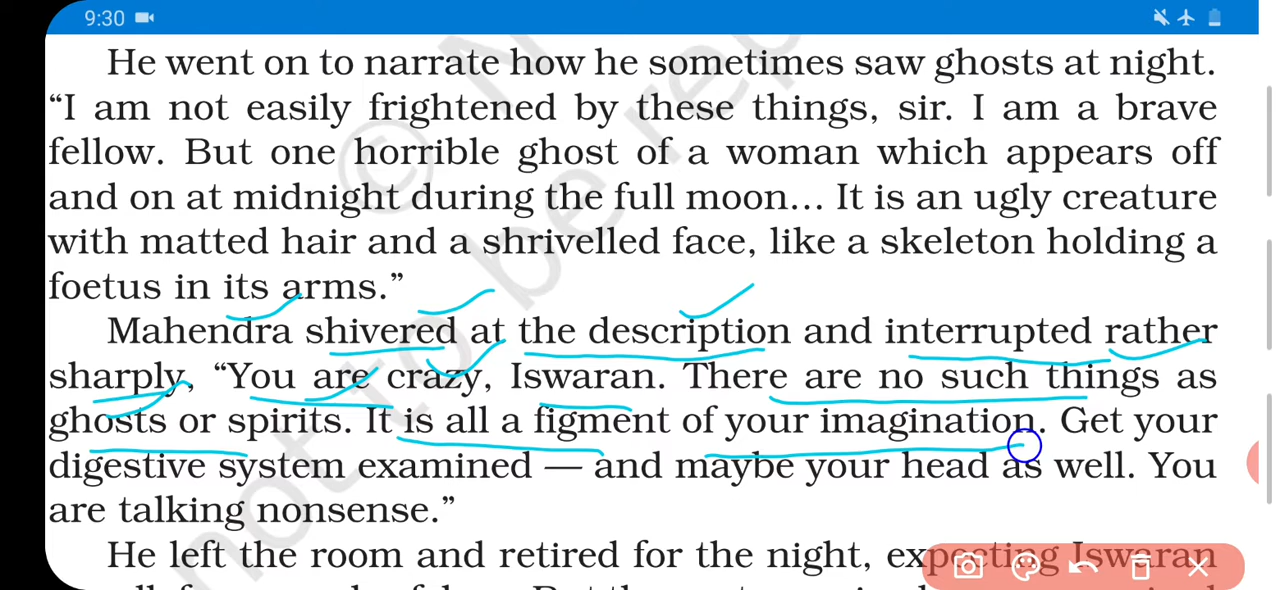 9:30
He went on to narrate how he sometimes saw ghosts at night.
“I am not easily frightened by these things, sir. I am a brave
fellow. But one horrible ghost of a woman which appears off
and on at midnight during the full moon... It is an ugly creature
with matted hair and a shrivelled face, like a skeleton holding a
foetus in its arms.”
Mahendra shivered at the description and interrupted rather
sharply, “You are crazy, Iswaran. There are no such things as
ghosts or spirits. It is all a figment of your imagination. Get your
digestive system examined — and maybe your head as well. You
are talking nonsense.”
He left the room and retired for the night, expecting Iswaran
© N
not to be rep